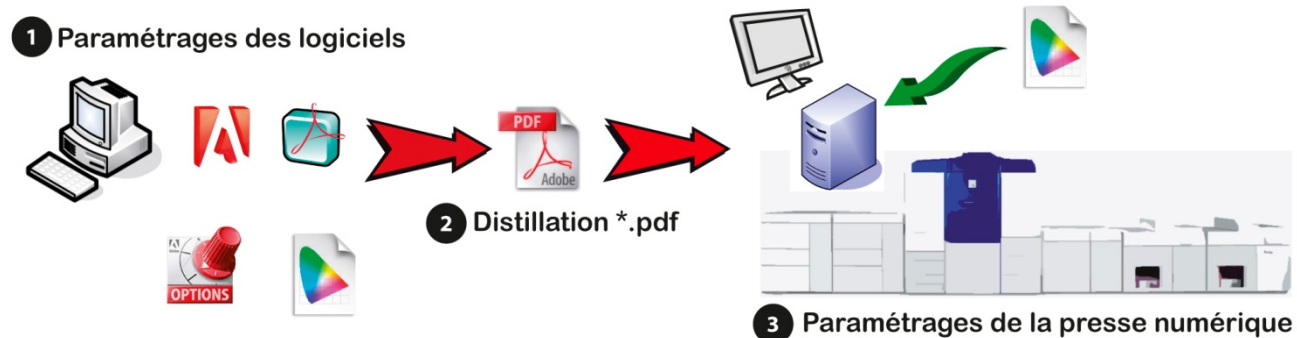 1 Paramétrages des logiciels
PDF
Adobe
2 Distillation *.pdf
OPTIONS
3 Paramétrages de la presse numérique